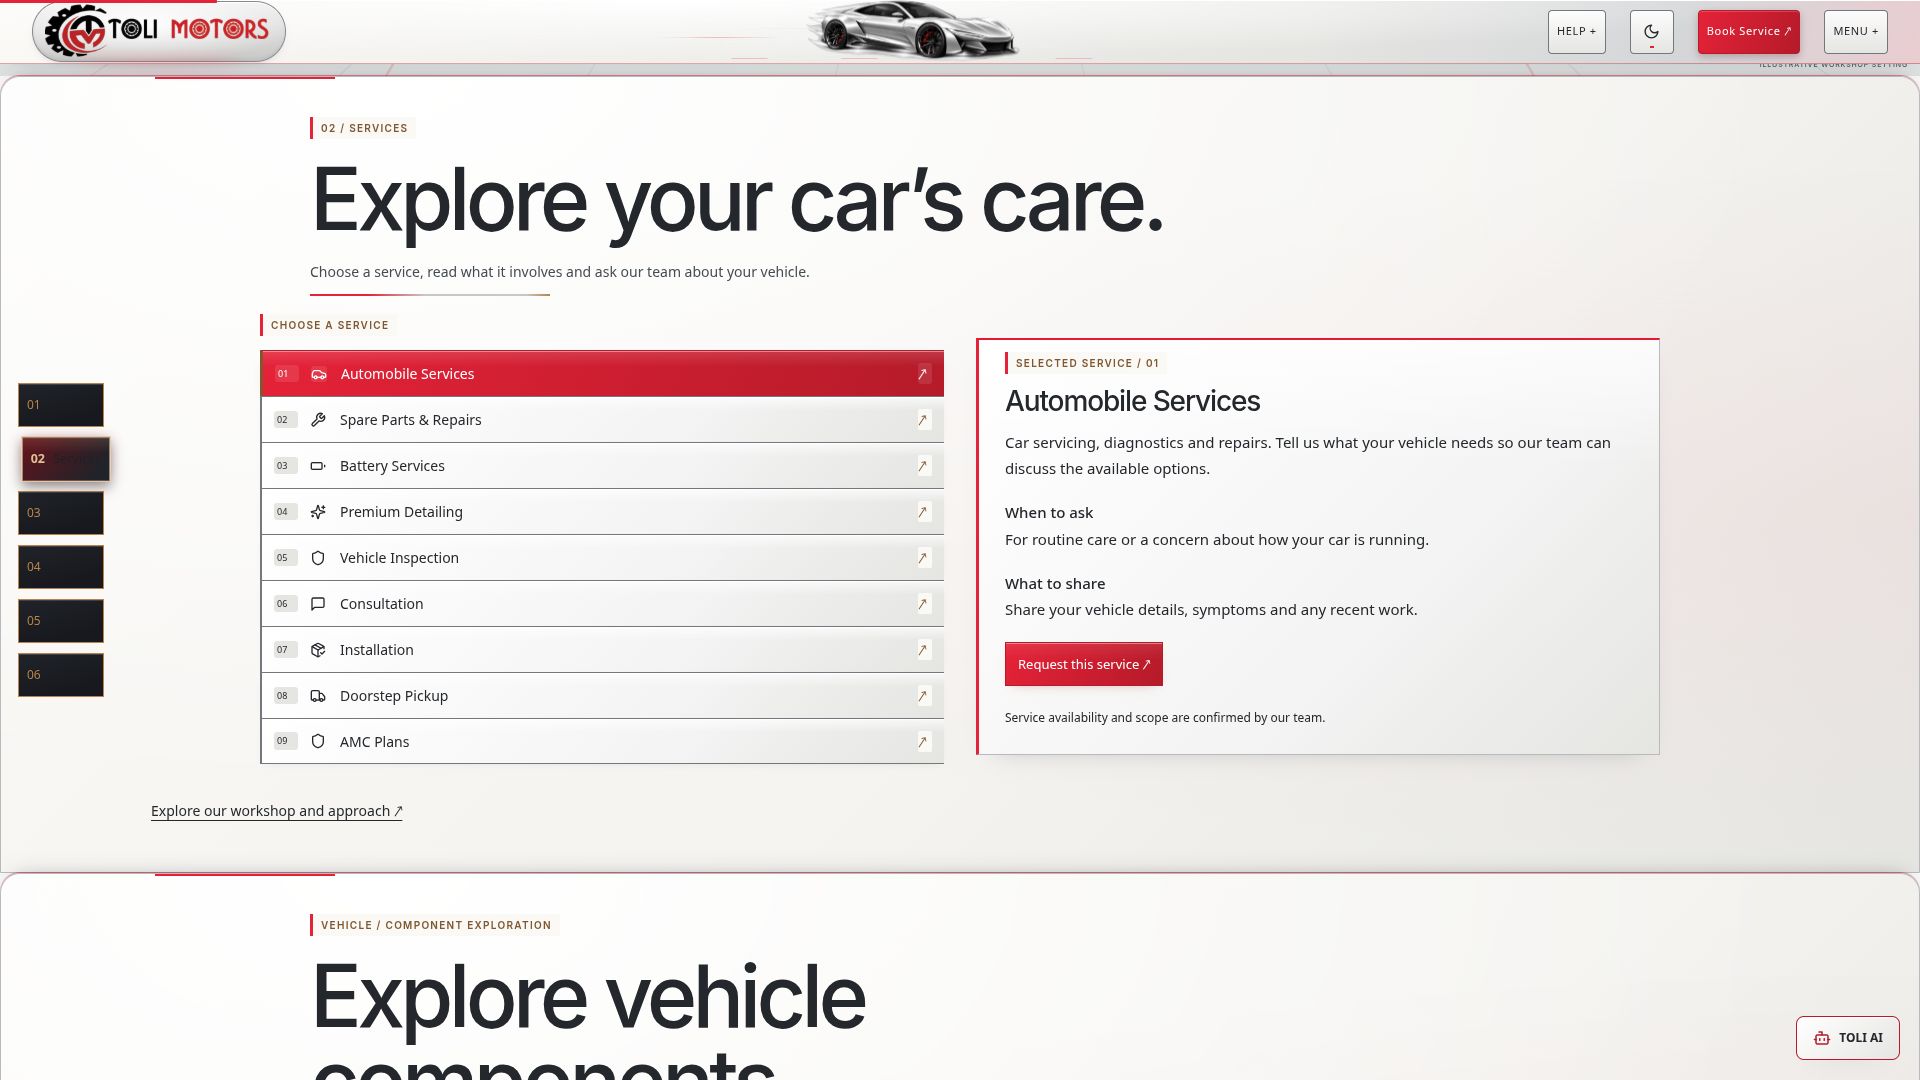 TOLI MOTORS
HELP +
Book Service ↗
MENU +
ILLUSTRATIVE WORKSHOP SETTING
02 / SERVICES
Explore your car’s care.
Choose a service, read what it involves and ask our team about your vehicle.
CHOOSE A SERVICE
01 Automobile Services ↗
02 Spare Parts & Repairs ↗
03 Battery Services ↗
04 Premium Detailing ↗
05 Vehicle Inspection ↗
06 Consultation ↗
07 Installation ↗
08 Doorstep Pickup ↗
09 AMC Plans ↗
SELECTED SERVICE / 01
Automobile Services
Car servicing, diagnostics and repairs. Tell us what your vehicle needs so our team can
discuss the available options.
When to ask
For routine care or a concern about how your car is running.
What to share
Share your vehicle details, symptoms and any recent work.
Request this service ↗
Service availability and scope are confirmed by our team.
01
02 Services
03
04
05
06
Explore our workshop and approach ↗
VEHICLE / COMPONENT EXPLORATION
Explore vehicle
components
TOLI AI